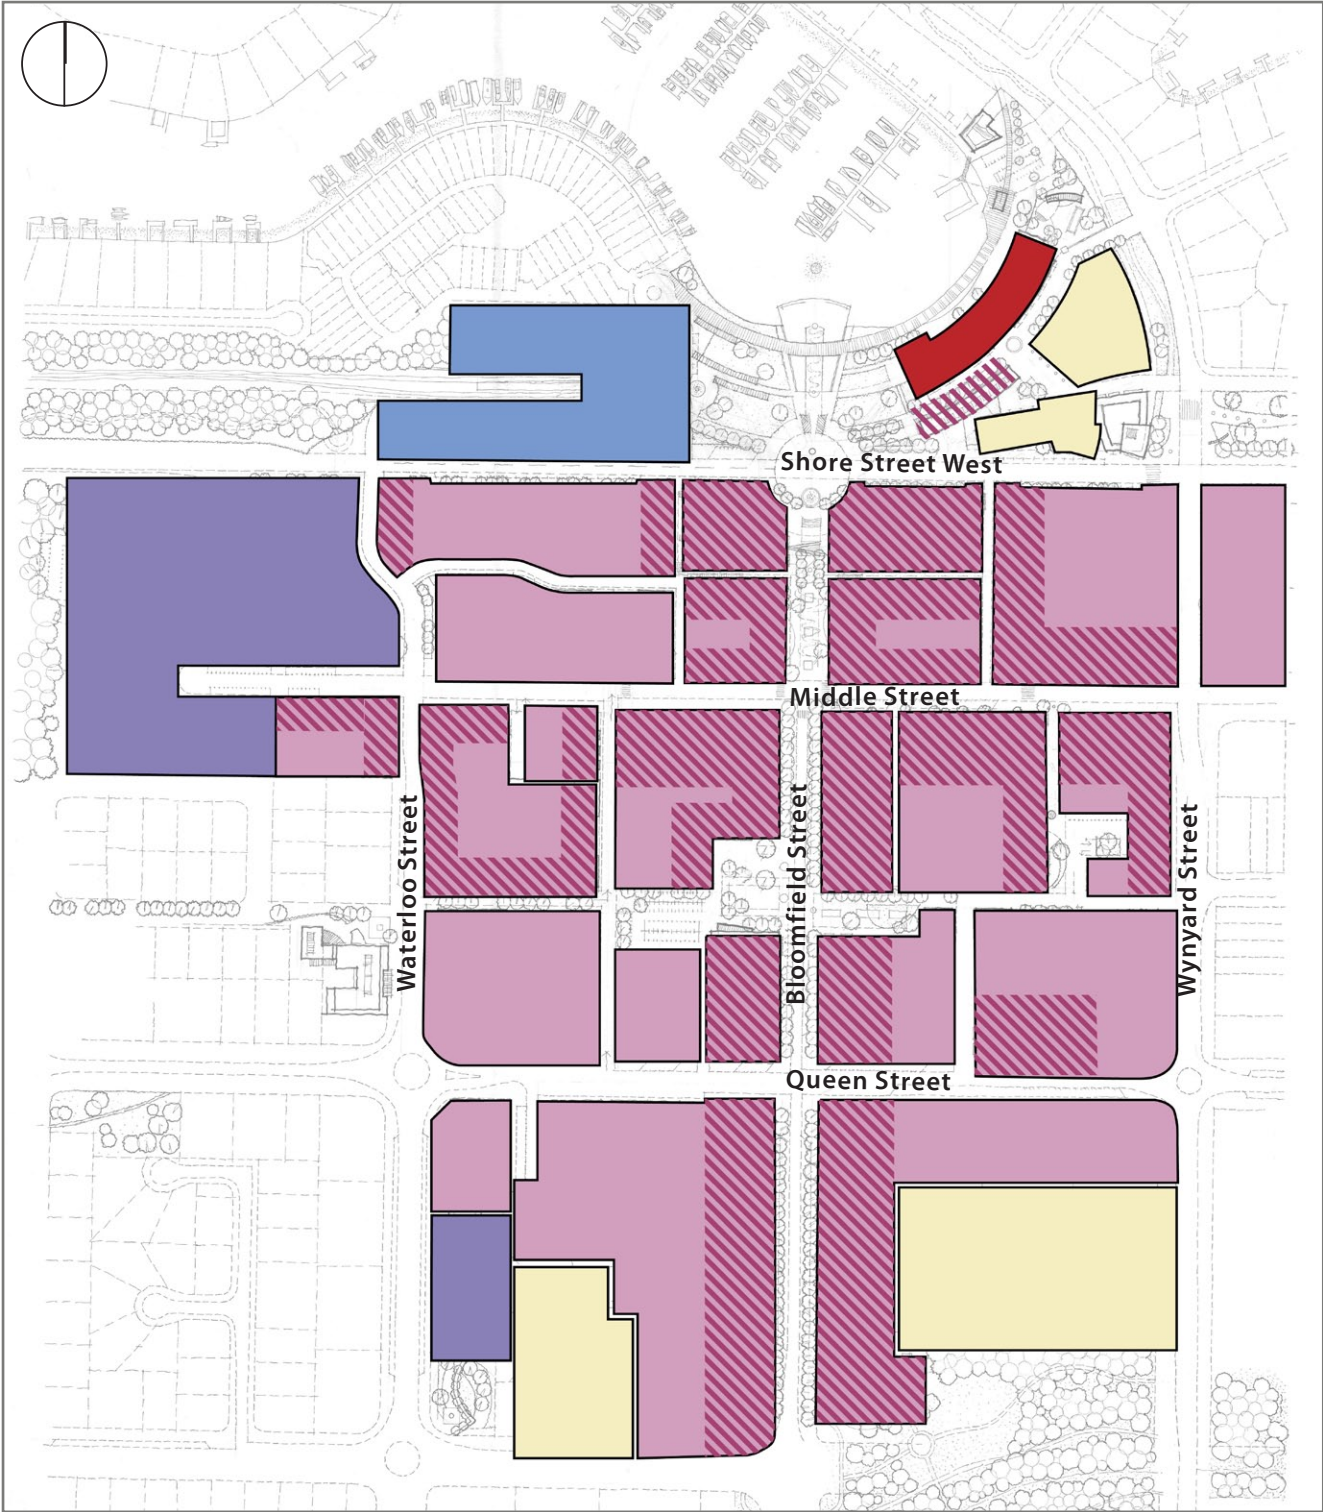 Shore Street West
Middle Street
Waterloo Street
Bloomfield Street
Wynyard Street
Queen Street